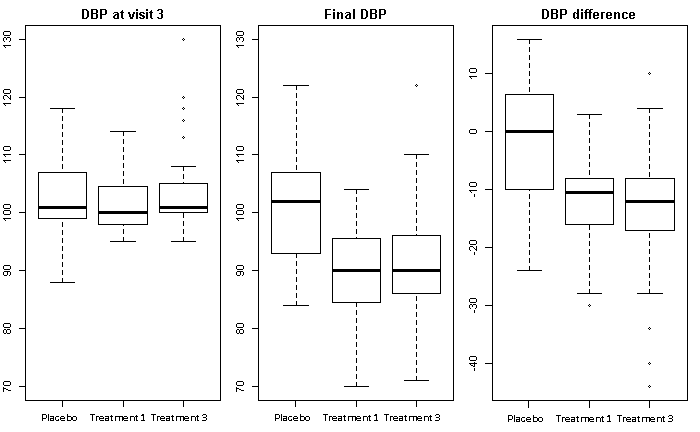 DBP at visit 3
130
120
110
100
90
80
70
Placebo
Treatment 1
Treatment 3
Final DBP
130
120
110
100
90
80
70
Placebo
Treatment 1
Treatment 3
DBP difference
10
0
-10
-20
-30
-40
Placebo
Treatment 1
Treatment 3